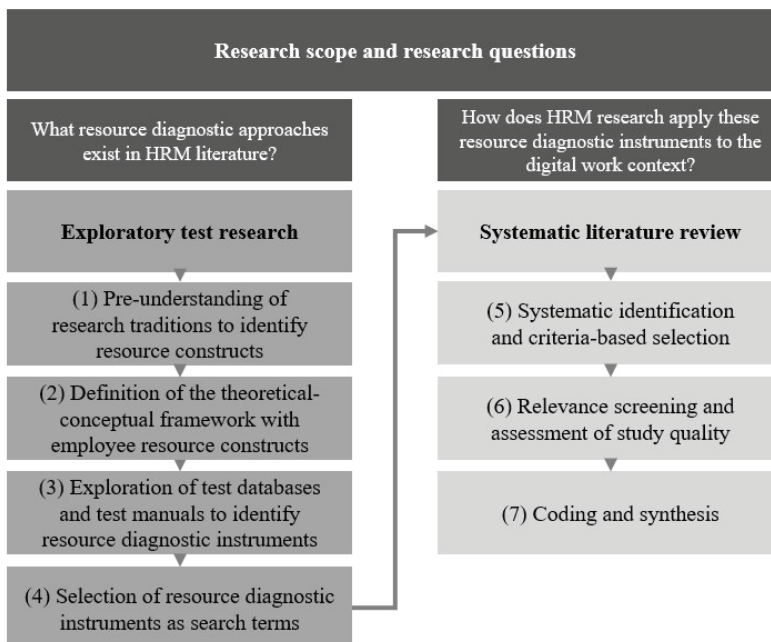 Research scope and research questions
What resource diagnostic approaches
exist in HRM literature?
How does HRM research apply these
resource diagnostic instruments to the
digital work context?
Exploratory test research
(1) Pre-understanding of
research traditions to identify
resource constructs
(2) Definition of the theoretical-
conceptual framework with
employee resource constructs
(3) Exploration of test databases
and test manuals to identify
resource diagnostic instruments
(4) Selection of resource diagnostic
instruments as search terms
Systematic literature review
(5) Systematic identification
and criteria-based selection
(6) Relevance screening and
assessment of study quality
(7) Coding and synthesis